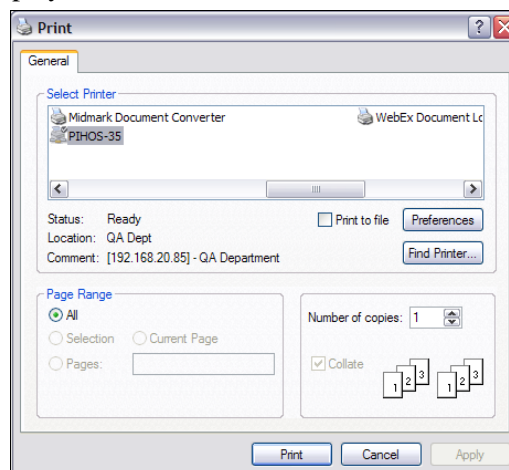 Print
General
Select Printer
Midmark Document Converter
WebEx Document Lo
PIHOS-35
Status: Ready
Print to file
Preferences
Location: QA Dept
Comment: [192.168.20.85] - QA Department
Find Printer...
Page Range
All
Number of copies: 1
Selection
Current Page
Pages:
Collate
1 2 3 1 2 3
Print
Cancel
Apply